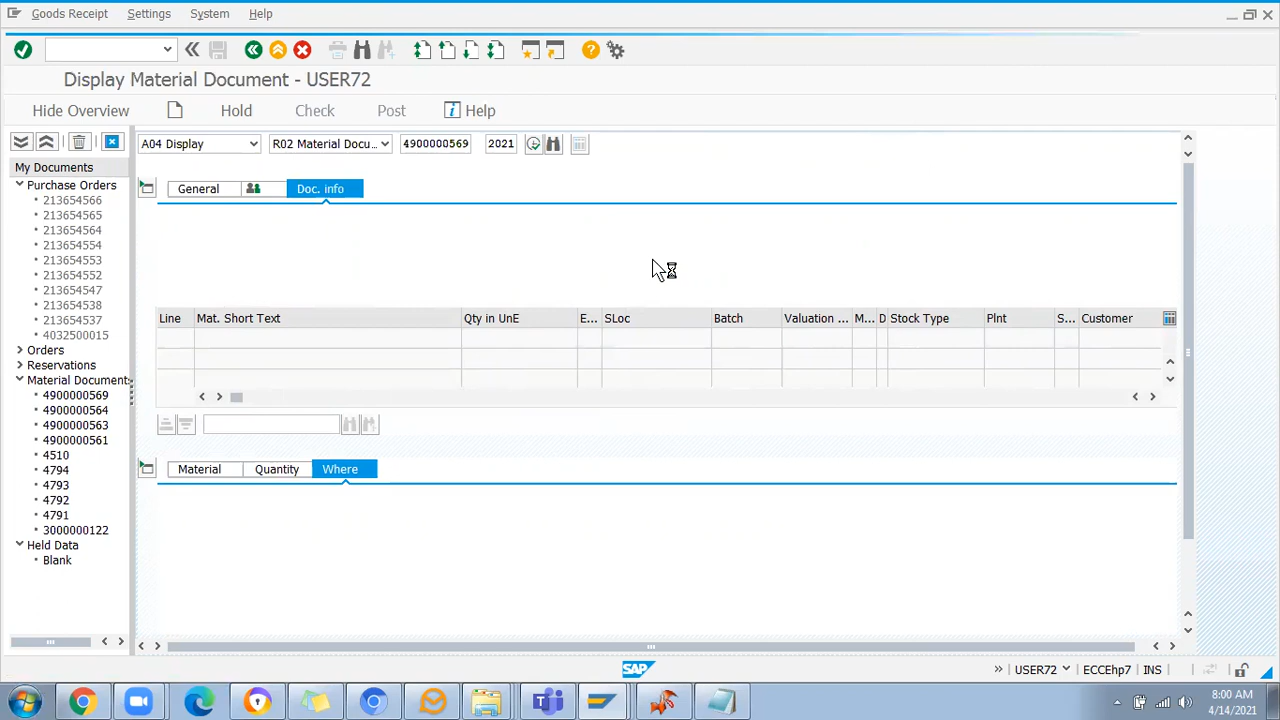 Goods Receipt Settings System Help
Display Material Document - USER72
Hide Overview Hold Check Post Help
A04 Display R02 Material Docu... 4900000569 2021
My Documents
Purchase Orders
213654566
213654565
213654564
213654554
213654553
213654552
213654547
213654538
213654537
4032500015
Orders
Reservations
Material Document
4900000569
4900000564
4900000563
4900000561
4510
4794
4793
4792
4791
3000000122
Held Data
Blank
General Doc. info
Line Mat. Short Text Qty in UnE E... SLoc Batch Valuation ... M... D Stock Type Plnt S... Customer
Material Quantity Where
SAP
USER72 ECCEhp7 INS
8:00 AM
4/14/2021